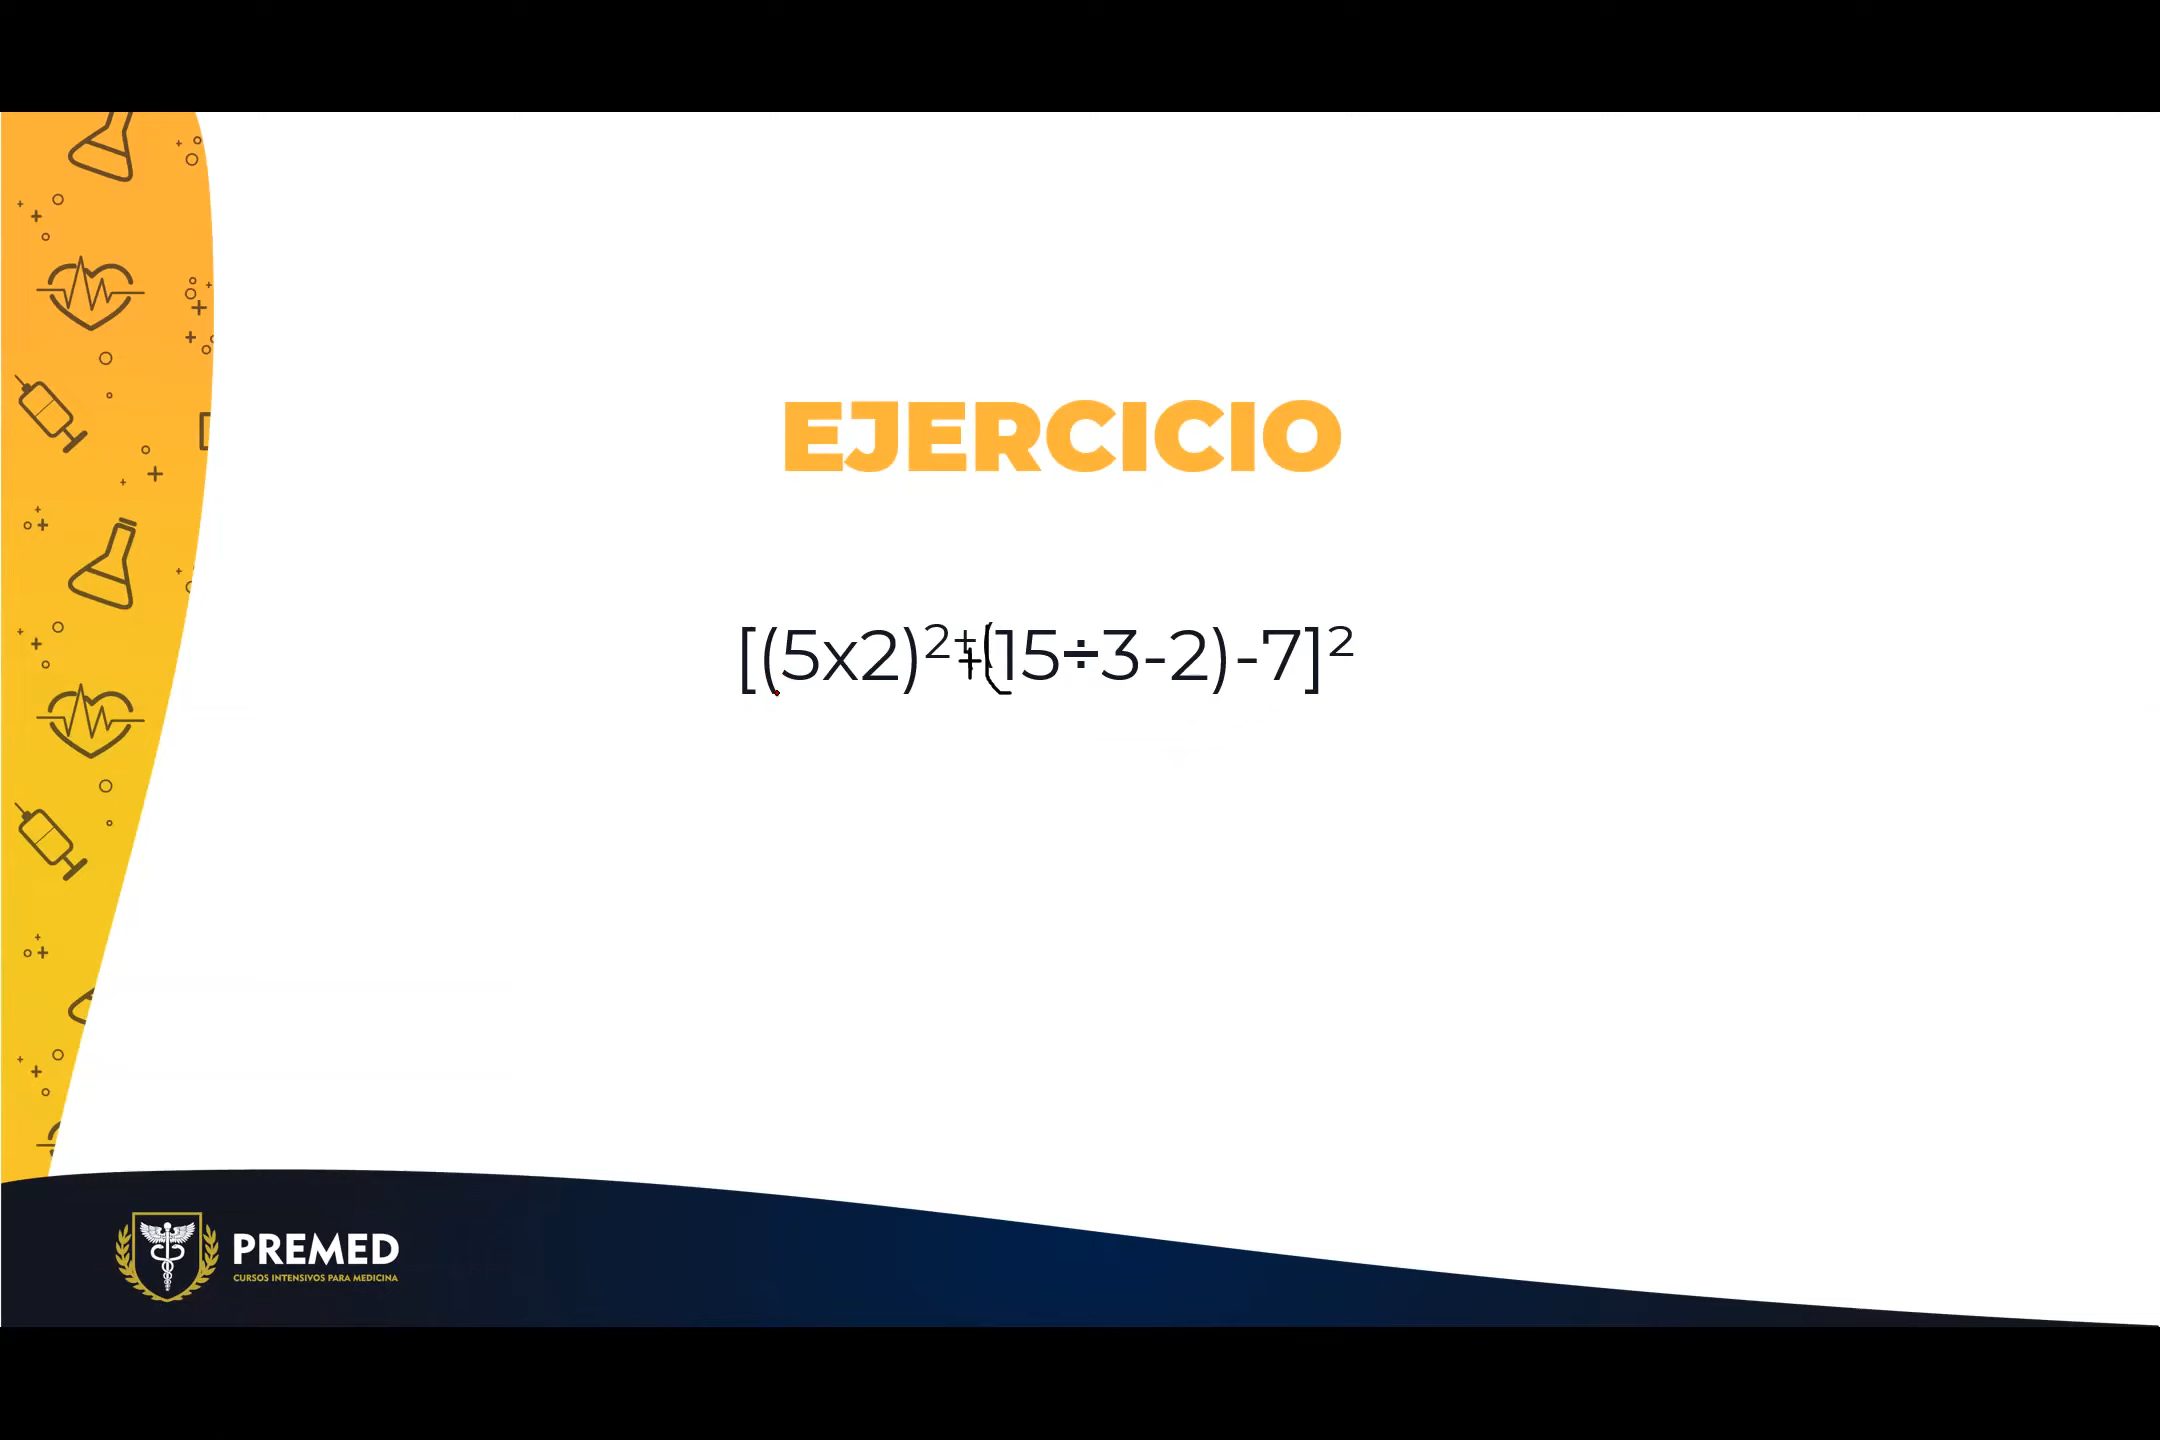 EJERCICIO
[(5x2)²⁺+(15÷3-2)-7]²
PREMED
CURSOS INTENSIVOS PARA MEDICINA